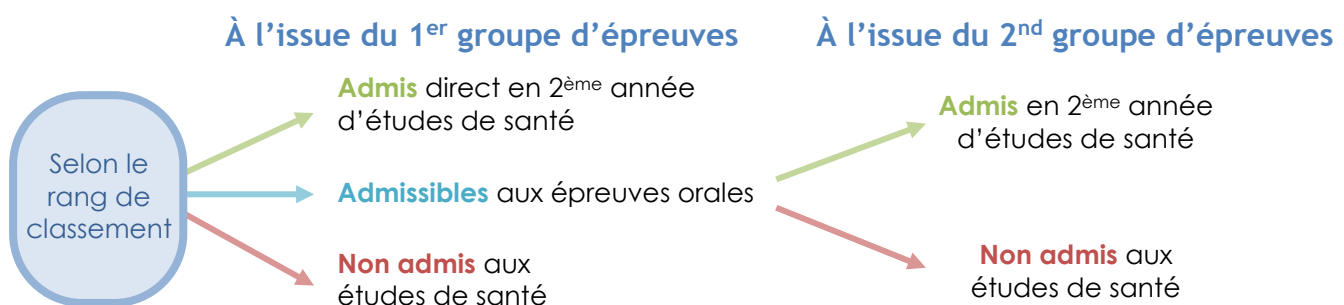 À l’issue du 1er groupe d’épreuves
À l’issue du 2nd groupe d’épreuves
Selon le
rang de
classement
Admis direct en 2ème année
d’études de santé
Admissibles aux épreuves orales
Non admis aux
études de santé
Admis en 2ème année
d’études de santé
Non admis aux
études de santé